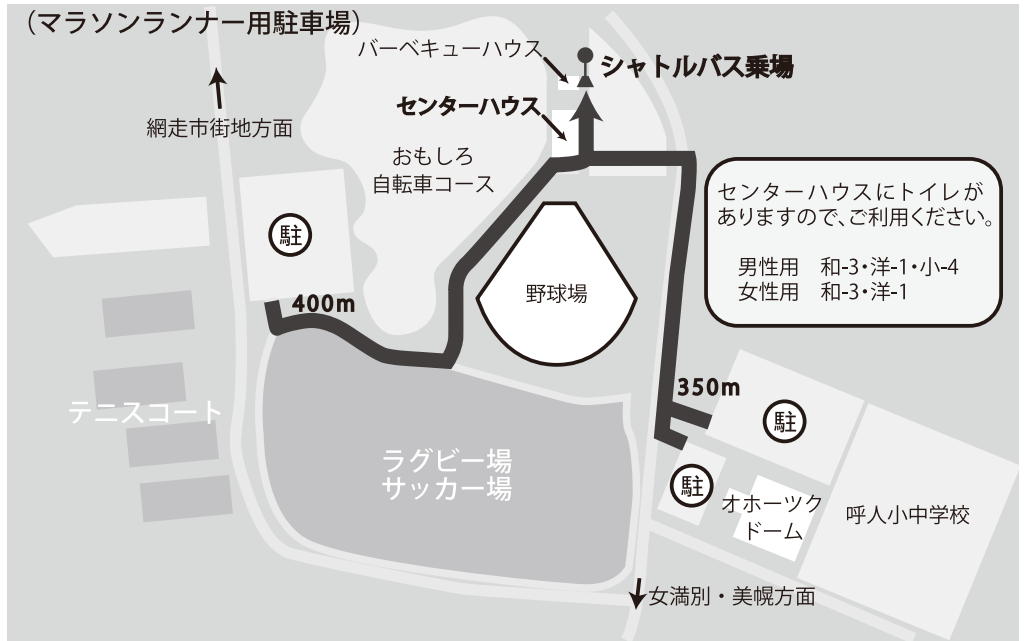 （マラソンランナー用駐車場）
バーベキューハウス
シャトルバス乗場
センターハウス
網走市街地方面
おもしろ
自転車コース
センターハウスにトイレが
ありますので、ご利用ください。
男性用　和-3・洋-1・小-4
女性用　和-3・洋-1
駐
400m
野球場
350m
テニスコート
駐
ラグビー場
サッカー場
駐
オホーツク
ドーム
呼人小中学校
女満別・美幌方面